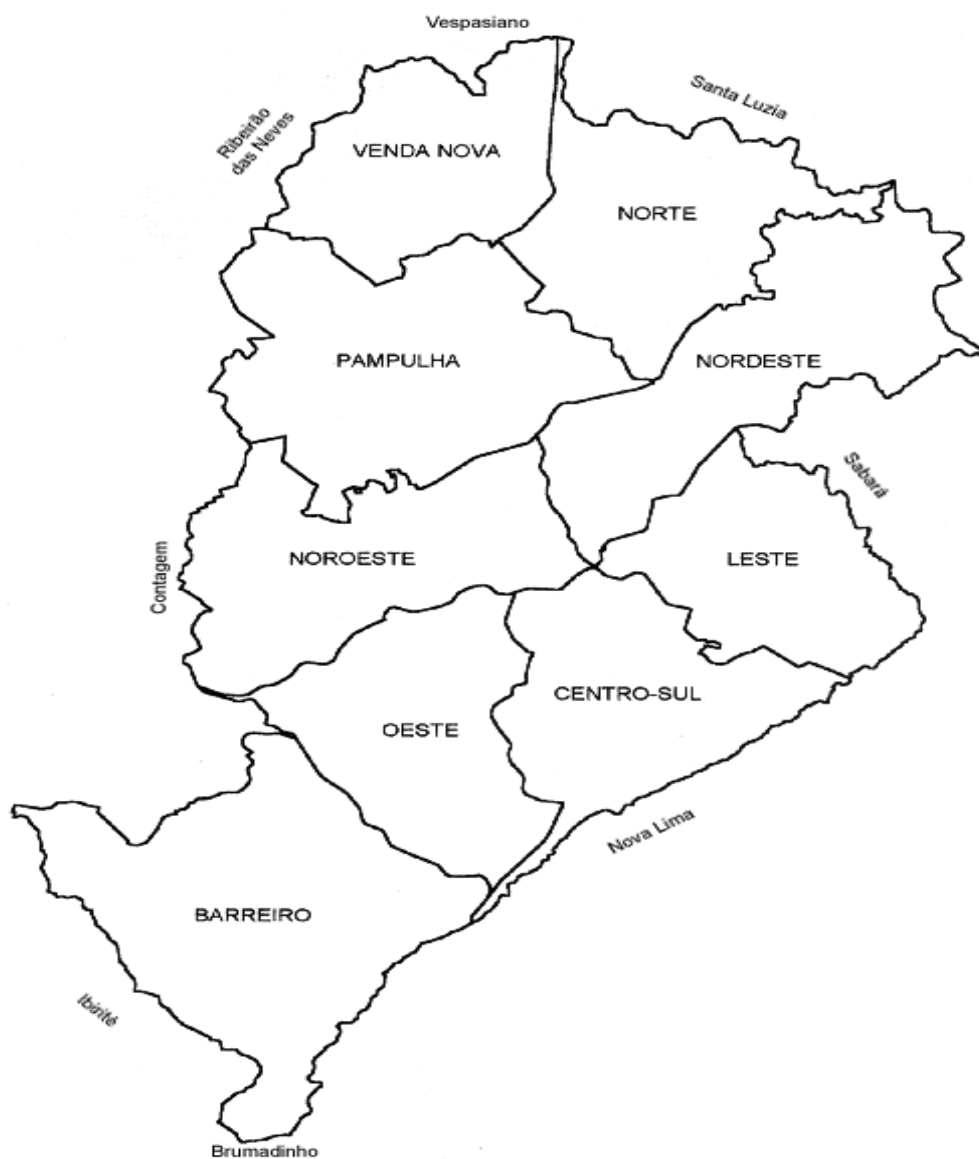 Vespasiano
Santa Luzia
Ribeirão
das Neves
VENDA NOVA
NORTE
PAMPULHA
NORDESTE
Sabará
NOROESTE
LESTE
Contagem
CENTRO-SUL
OESTE
Nova Lima
BARREIRO
Ibirité
Brumadinho